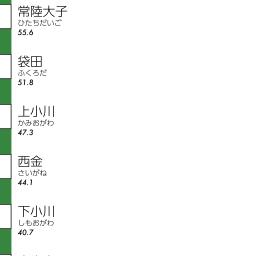 常陸大子
ひたちだいご
55.6
袋田
ふくろだ
51.8
上小川
かみおがわ
47.3
西金
さいがね
44.1
下小川
しもおがわ
40.7